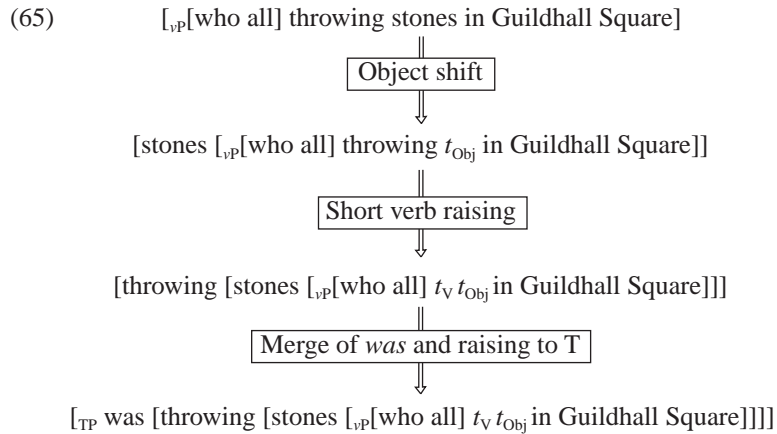 (65) [vP[who all] throwing stones in Guildhall Square]
Object shift
[stones [vP[who all] throwing tObj in Guildhall Square]]
Short verb raising
[throwing [stones [vP[who all] tV tObj in Guildhall Square]]]
Merge of was and raising to T
[TP was [throwing [stones [vP[who all] tV tObj in Guildhall Square]]]]